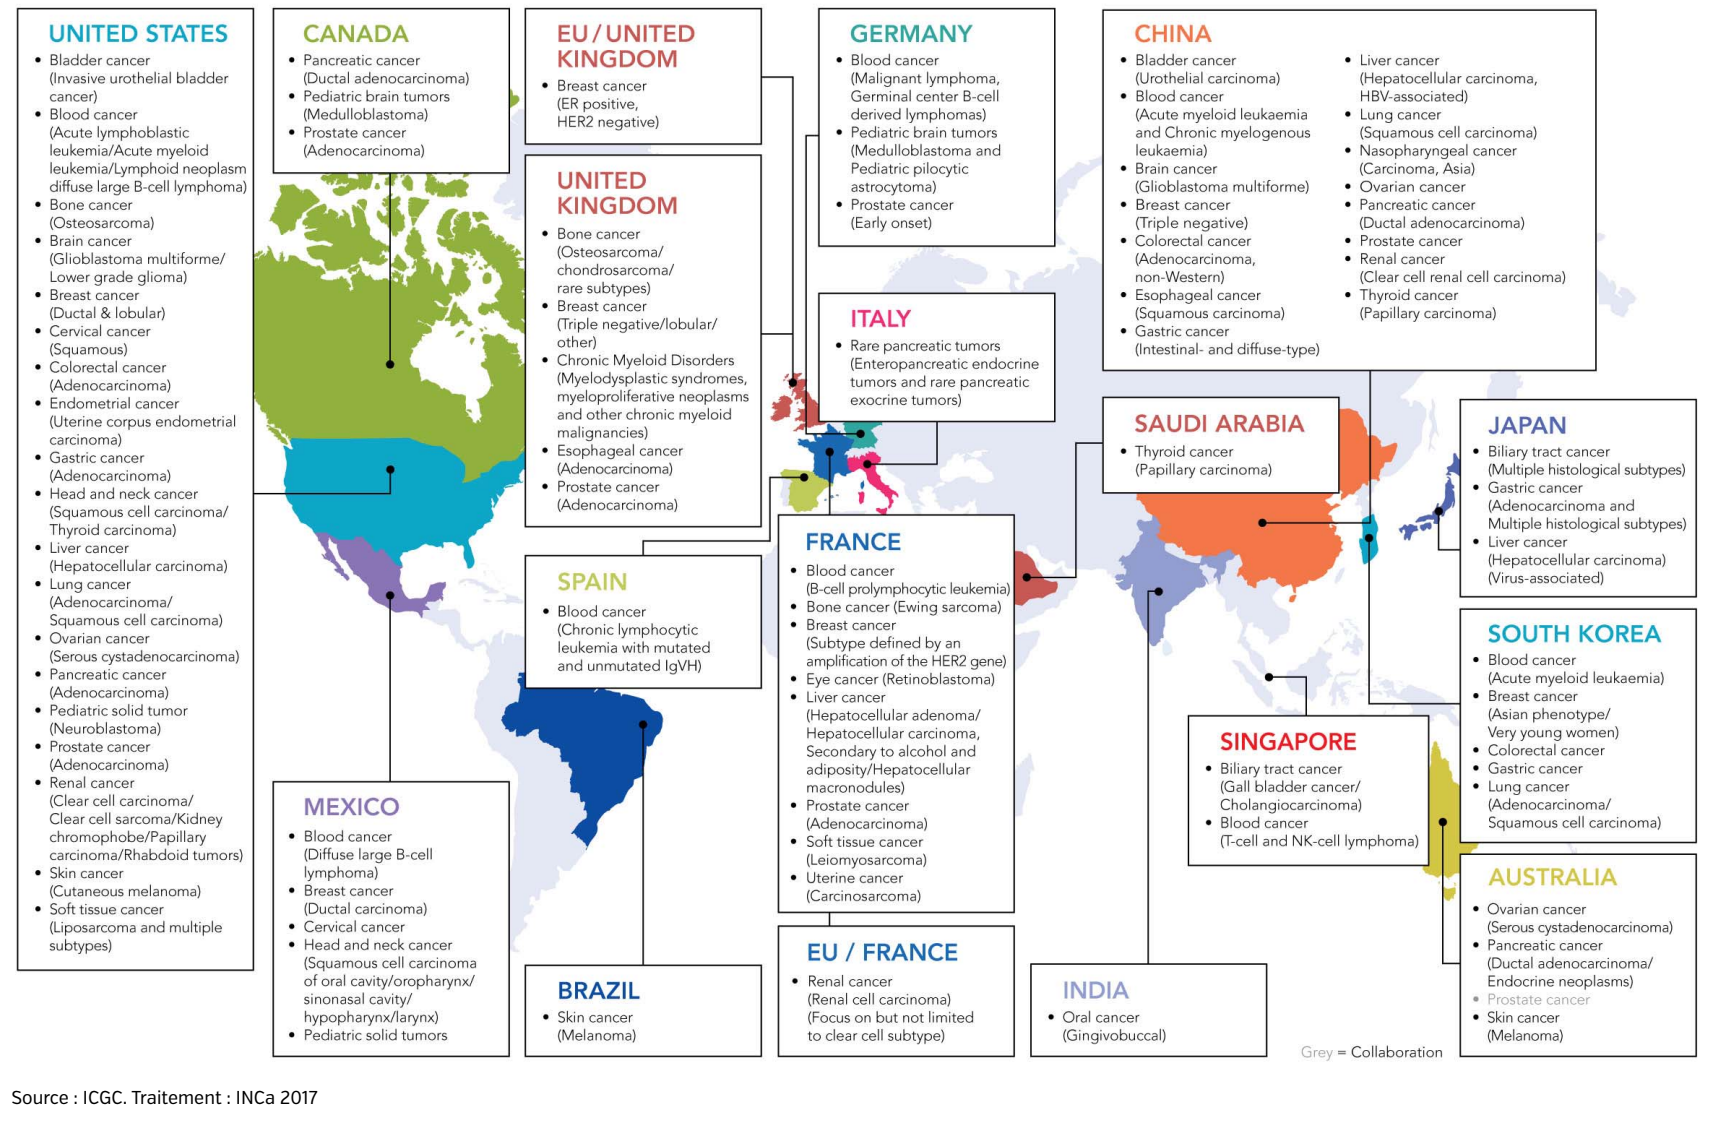 UNITED STATES
• Bladder cancer
(Invasive urothelial bladder
cancer)
• Blood cancer
(Acute lymphoblastic
leukemia/Acute myeloid
leukemia/Lymphoid neoplasm
diffuse large B-cell lymphoma)
• Bone cancer
(Osteosarcoma)
• Brain cancer
(Glioblastoma multiforme/
Lower grade glioma)
• Breast cancer
(Ductal & lobular)
• Cervical cancer
(Squamous)
• Colorectal cancer
(Adenocarcinoma)
• Endometrial cancer
(Uterine corpus endometrial
carcinoma)
• Gastric cancer
(Adenocarcinoma)
• Head and neck cancer
(Squamous cell carcinoma/
Thyroid carcinoma)
• Liver cancer
(Hepatocellular carcinoma)
• Lung cancer
(Adenocarcinoma/
Squamous cell carcinoma)
• Ovarian cancer
(Serous cystadenocarcinoma)
• Pancreatic cancer
(Adenocarcinoma)
• Pediatric solid tumor
(Neuroblastoma)
• Prostate cancer
(Adenocarcinoma)
• Renal cancer
(Clear cell carcinoma/
Clear cell sarcoma/Kidney
chromophobe/Papillary
carcinoma/Rhabdoid tumors)
• Skin cancer
(Cutaneous melanoma)
• Soft tissue cancer
(Liposarcoma and multiple
subtypes)
CANADA
• Pancreatic cancer
(Ductal adenocarcinoma)
• Pediatric brain tumors
(Medulloblastoma)
• Prostate cancer
(Adenocarcinoma)
MEXICO
• Blood cancer
(Diffuse large B-cell
lymphoma)
• Breast cancer
(Ductal carcinoma)
• Cervical cancer
• Head and neck cancer
(Squamous cell carcinoma
of oral cavity/oropharynx/
sinonasal cavity/
hypopharynx/larynx)
• Pediatric solid tumors
EU / UNITED
KINGDOM
• Breast cancer
(ER positive,
HER2 negative)
UNITED
KINGDOM
• Bone cancer
(Osteosarcoma/
chondrosarcoma/
rare subtypes)
• Breast cancer
(Triple negative/lobular/
other)
• Chronic Myeloid Disorders
(Myelodysplastic syndromes,
myeloproliferative neoplasms
and other chronic myeloid
malignancies)
• Esophageal cancer
(Adenocarcinoma)
• Prostate cancer
(Adenocarcinoma)
SPAIN
• Blood cancer
(Chronic lymphocytic
leukemia with mutated
and unmutated IgVH)
BRAZIL
• Skin cancer
(Melanoma)
GERMANY
• Blood cancer
(Malignant lymphoma,
Germinal center B-cell
derived lymphomas)
• Pediatric brain tumors
(Medulloblastoma and
Pediatric pilocytic
astrocytoma)
• Prostate cancer
(Early onset)
ITALY
• Rare pancreatic tumors
(Enteropancreatic endocrine
tumors and rare pancreatic
exocrine tumors)
FRANCE
• Blood cancer
(B-cell prolymphocytic leukemia)
• Bone cancer (Ewing sarcoma)
• Breast cancer
(Subtype defined by an
amplification of the HER2 gene)
• Eye cancer (Retinoblastoma)
• Liver cancer
(Hepatocellular adenoma/
Hepatocellular carcinoma,
Secondary to alcohol and
adiposity/Hepatocellular
macronodules)
• Prostate cancer
(Adenocarcinoma)
• Soft tissue cancer
(Leiomyosarcoma)
• Uterine cancer
(Carcinosarcoma)
EU / FRANCE
• Renal cancer
(Renal cell carcinoma)
(Focus on but not limited
to clear cell subtype)
CHINA
• Bladder cancer
(Urothelial carcinoma)
• Blood cancer
(Acute myeloid leukaemia
and Chronic myelogenous
leukaemia)
• Brain cancer
(Glioblastoma multiforme)
• Breast cancer
(Triple negative)
• Colorectal cancer
(Adenocarcinoma,
non-Western)
• Esophageal cancer
(Squamous carcinoma)
• Gastric cancer
(Intestinal- and diffuse-type)
• Liver cancer
(Hepatocellular carcinoma,
HBV-associated)
• Lung cancer
(Squamous cell carcinoma)
• Nasopharyngeal cancer
(Carcinoma, Asia)
• Ovarian cancer
• Pancreatic cancer
(Ductal adenocarcinoma)
• Prostate cancer
• Renal cancer
(Clear cell renal cell carcinoma)
• Thyroid cancer
(Papillary carcinoma)
SAUDI ARABIA
• Thyroid cancer
(Papillary carcinoma)
INDIA
• Oral cancer
(Gingivobuccal)
SINGAPORE
• Biliary tract cancer
(Gall bladder cancer/
Cholangiocarcinoma)
• Blood cancer
(T-cell and NK-cell lymphoma)
JAPAN
• Biliary tract cancer
(Multiple histological subtypes)
• Gastric cancer
(Adenocarcinoma and
Multiple histological subtypes)
• Liver cancer
(Hepatocellular carcinoma)
(Virus-associated)
SOUTH KOREA
• Blood cancer
(Acute myeloid leukaemia)
• Breast cancer
(Asian phenotype/
Very young women)
• Colorectal cancer
• Gastric cancer
• Lung cancer
(Adenocarcinoma/
Squamous cell carcinoma)
AUSTRALIA
• Ovarian cancer
(Serous cystadenocarcinoma)
• Pancreatic cancer
(Ductal adenocarcinoma/
Endocrine neoplasms)
• Prostate cancer
• Skin cancer
(Melanoma)
Grey = Collaboration
Source : ICGC. Traitement : INCa 2017